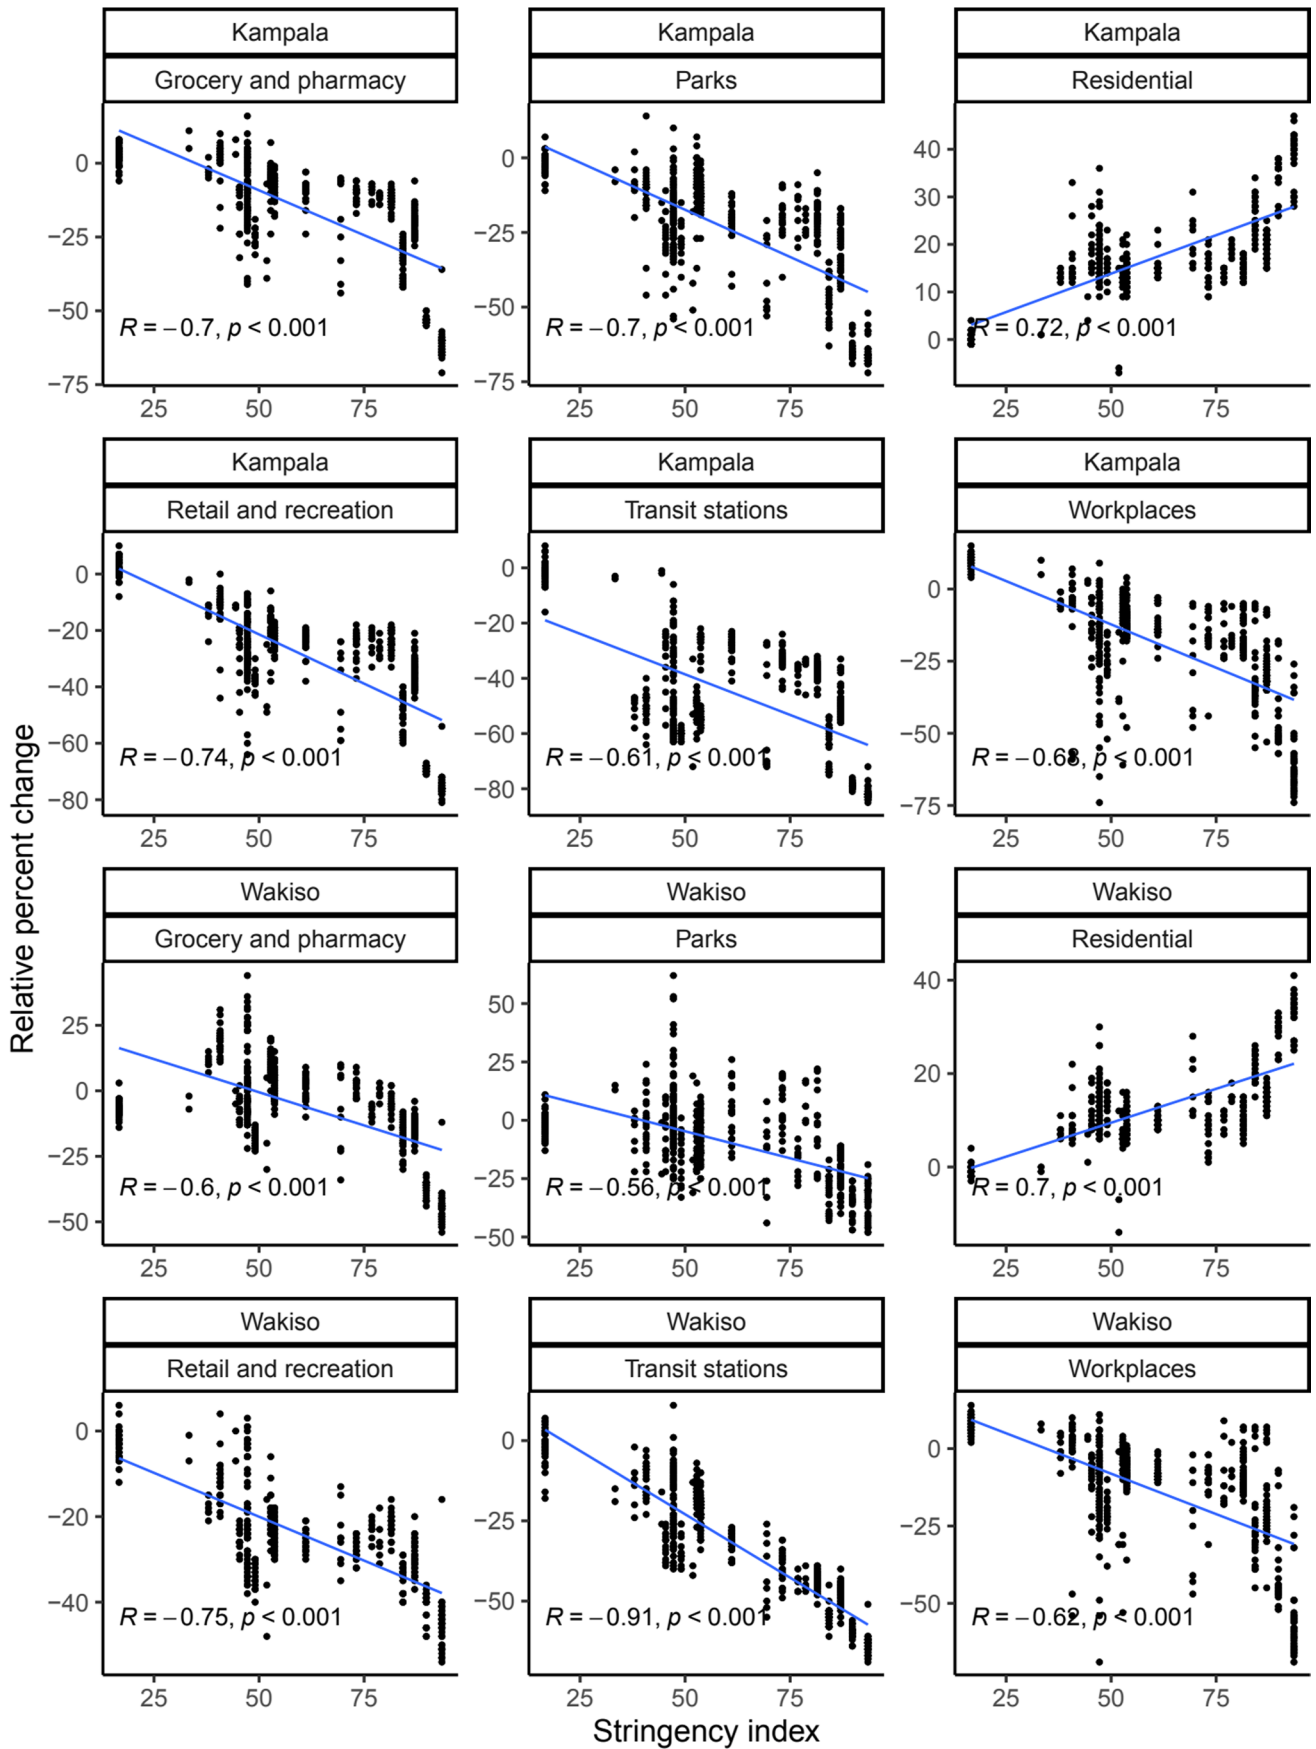 Kampala Kampala Kampala
Grocery and pharmacy Parks Residential
0
−25
−50
−75
R = −0.7, p < 0.001
25 50 75
0
−25
−50
−75
R = −0.7, p < 0.001
25 50 75
40
30
20
10
0
R = 0.72, p < 0.001
25 50 75
Kampala Kampala Kampala
Retail and recreation Transit stations Workplaces
0
−20
−40
−60
−80
R = −0.74, p < 0.001
25 50 75
0
−20
−40
−60
−80
R = −0.61, p < 0.001
25 50 75
0
−25
−50
−75
R = −0.68, p < 0.001
25 50 75
Relative percent change
Wakiso Wakiso Wakiso
Grocery and pharmacy Parks Residential
25
0
−25
−50
R = −0.6, p < 0.001
25 50 75
50
25
0
−25
−50
R = −0.56, p < 0.001
25 50 75
40
20
0
R = 0.7, p < 0.001
25 50 75
Wakiso Wakiso Wakiso
Retail and recreation Transit stations Workplaces
0
−20
−40
R = −0.75, p < 0.001
25 50 75
0
−25
−50
R = −0.91, p < 0.001
25 50 75
0
−25
−50
R = −0.62, p < 0.001
25 50 75
Stringency index